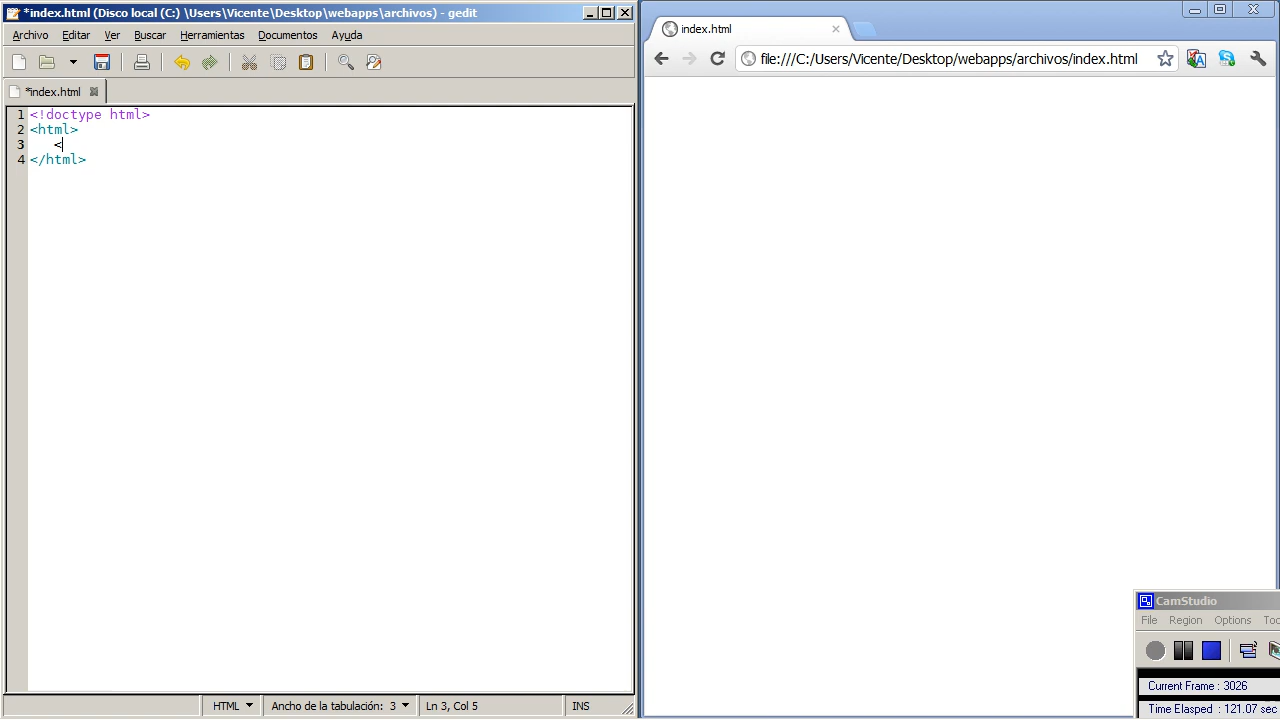 *index.html (Disco local (C:) \Users\Vicente\Desktop\webapps\archivos) - gedit
Archivo Editar Ver Buscar Herramientas Documentos Ayuda
*index.html
1 <!doctype html>
2 <html>
3 <
4 </html>
HTML Ancho de la tabulación: 3 Ln 3, Col 5 INS
index.html
file:///C:/Users/Vicente/Desktop/webapps/archivos/index.html
CamStudio
File Region Options Too
Current Frame : 3026
Time Elasped : 121.07 sec